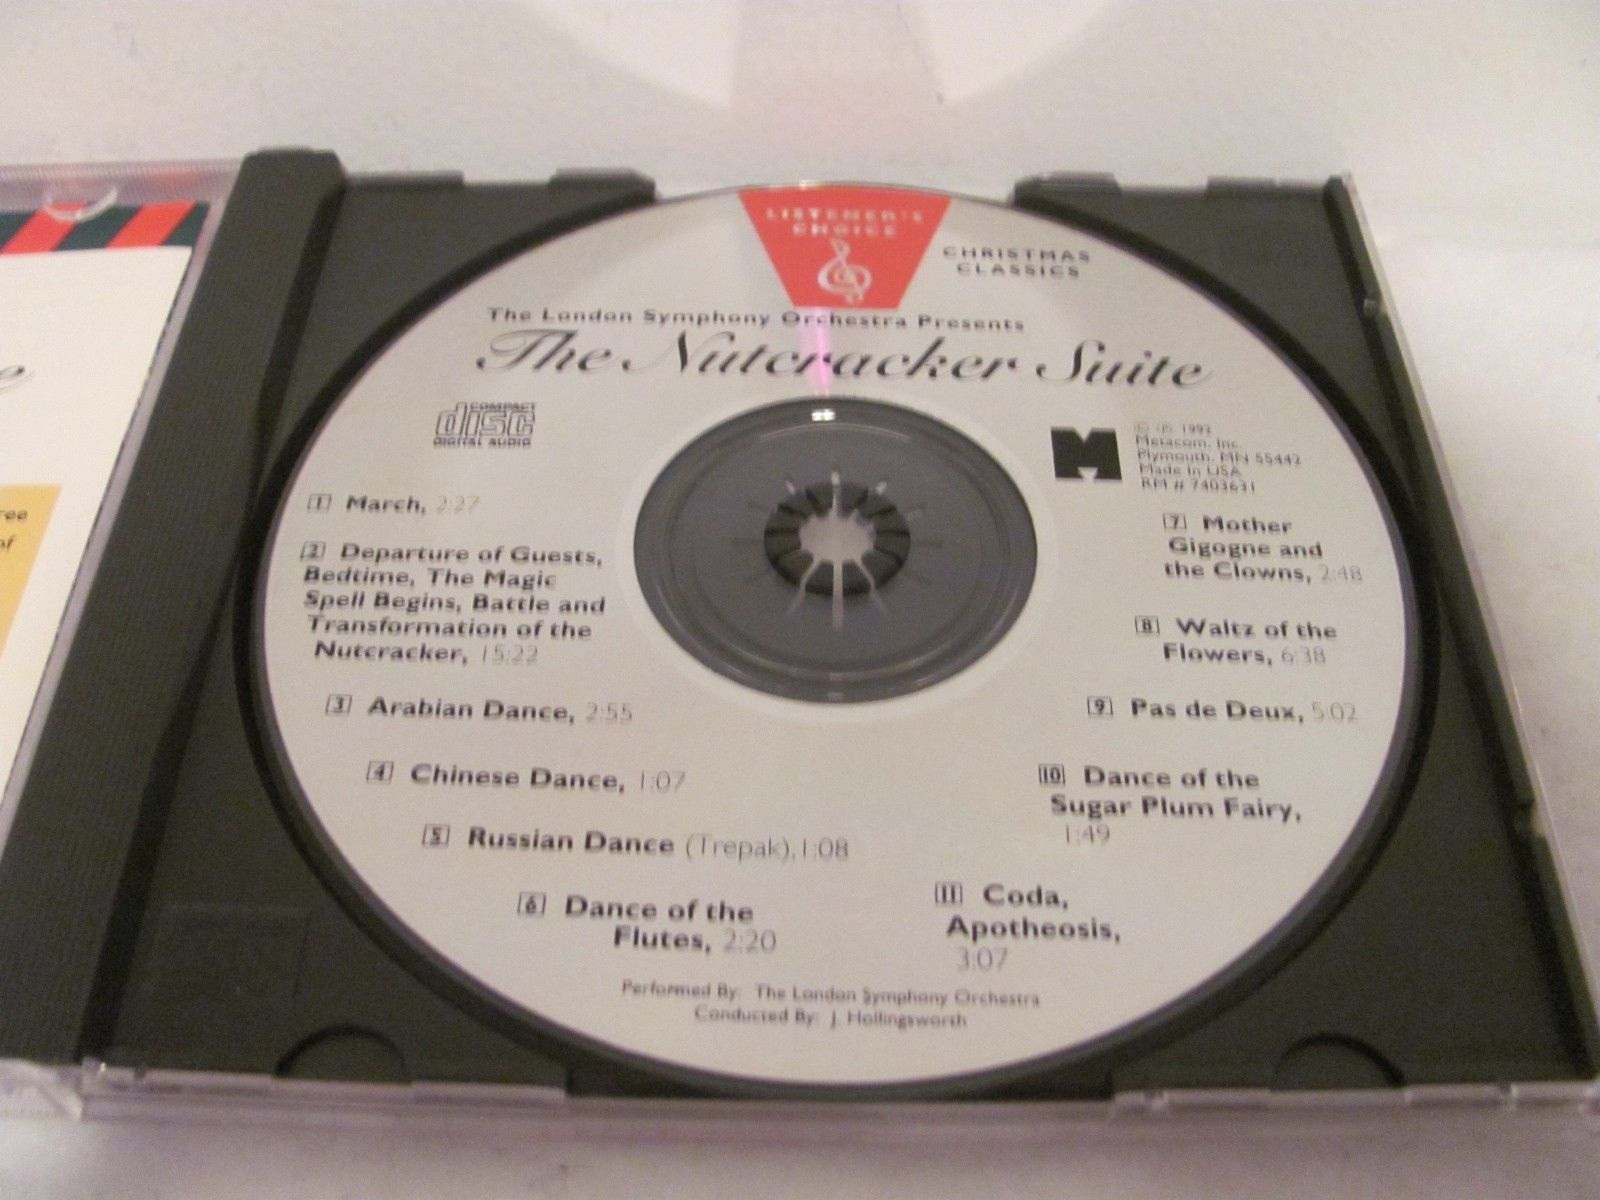 LISTENER'S
CHOICE
CHRISTMAS
CLASSICS
The London Symphony Orchestra Presents
The Nutcracker Suite
COMPACT
disc
DIGITAL AUDIO
M
© ℗ 1992
Metacom, Inc.
Plymouth, MN 55442
Made In USA
RM # 7403631
1 March, 2:27
2 Departure of Guests,
Bedtime, The Magic
Spell Begins, Battle and
Transformation of the
Nutcracker, 15:22
3 Arabian Dance, 2:55
4 Chinese Dance, 1:07
5 Russian Dance (Trepak), 1:08
6 Dance of the
Flutes, 2:20
7 Mother
Gigogne and
the Clowns, 2:48
8 Waltz of the
Flowers, 6:38
9 Pas de Deux, 5:02
10 Dance of the
Sugar Plum Fairy,
1:49
11 Coda,
Apotheosis,
3:07
Performed By: The London Symphony Orchestra
Conducted By: J. Hollingsworth
e
ree
of